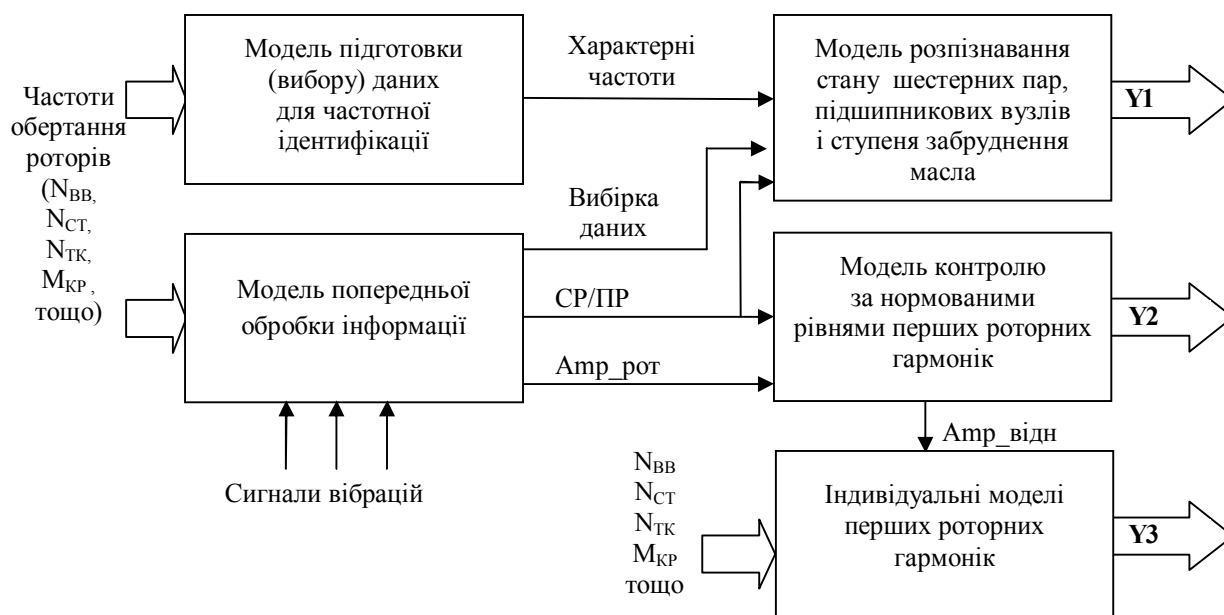 Частоти
обертання
роторів
(NВВ,
NСТ,
NТК,
МКР ,
тощо)
Модель підготовки
(вибору) даних
для частотної
ідентифікації
Характерні
частоти
Модель розпізнавання
стану шестерних пар,
підшипникових вузлів
і ступеня забруднення
масла
Y1
Модель попередньої
обробки інформації
Вибірка
даних
СР/ПР
Amp_рот
Модель контролю
за нормованими
рівнями перших роторних
гармонік
Y2
Сигнали вібрацій
Amp_відн
NВВ
NСТ
NТК
МКР
тощо
Індивідуальні моделі
перших роторних
гармонік
Y3